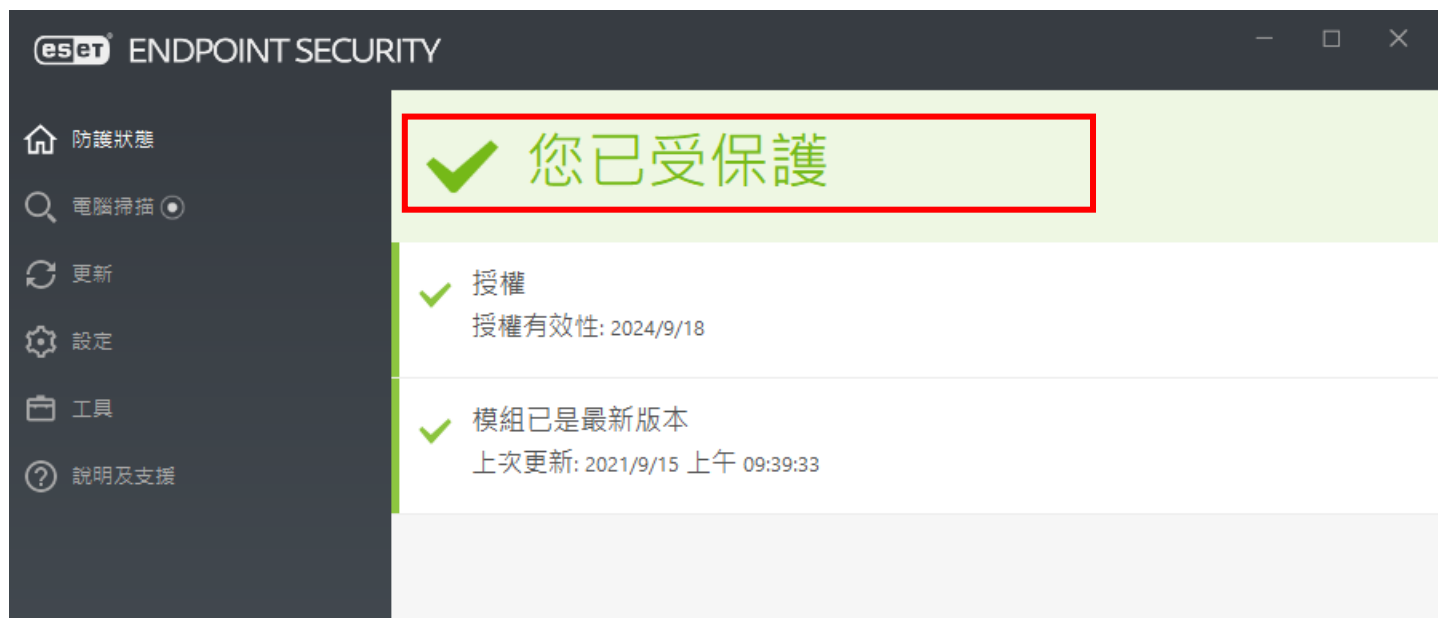 eset ENDPOINT SECURITY
防護狀態
電腦掃描
更新
設定
工具
說明及支援
您已受保護
授權
授權有效性: 2024/9/18
模組已是最新版本
上次更新: 2021/9/15 上午 09:39:33